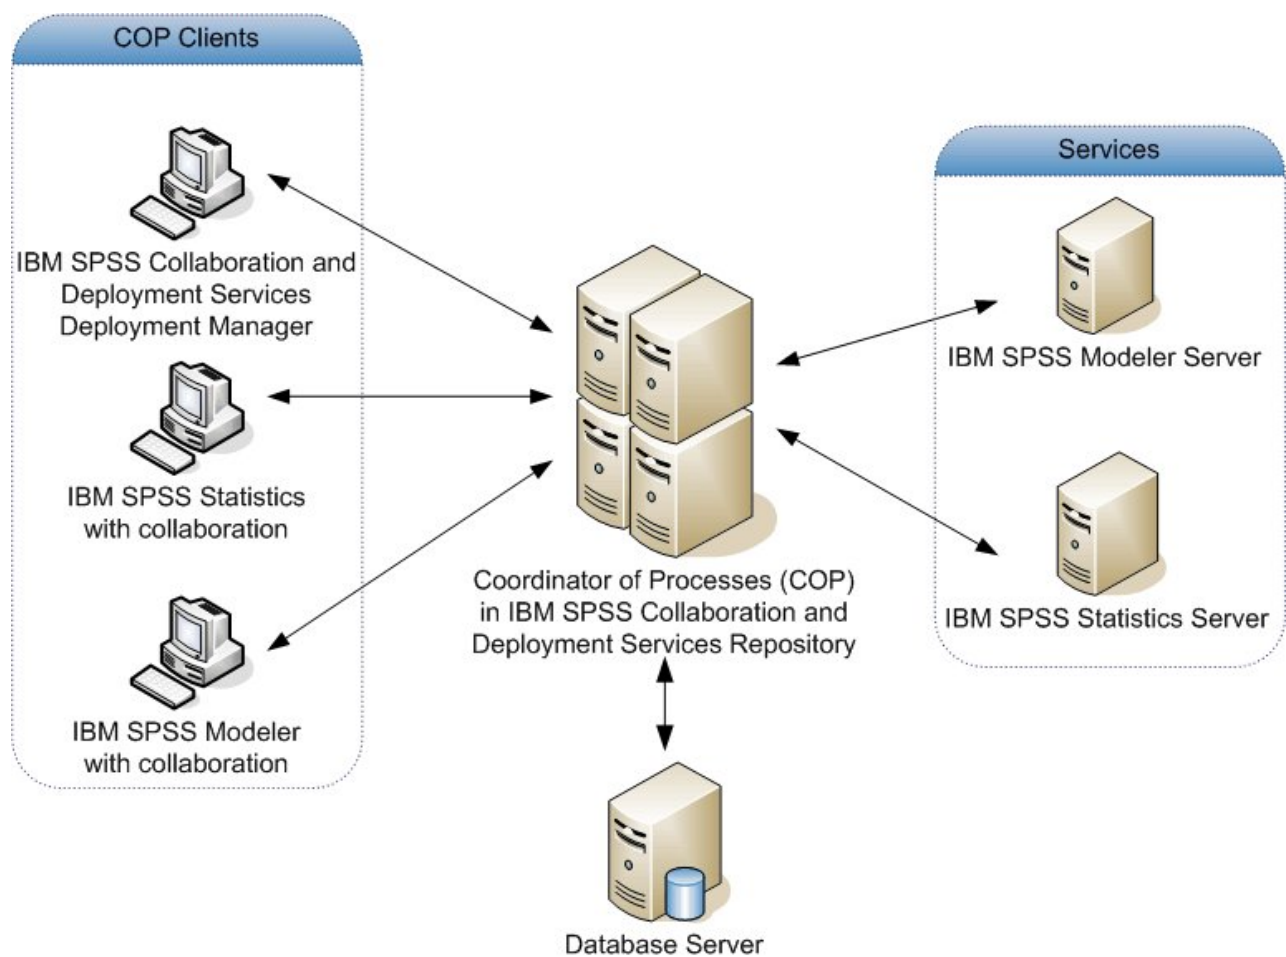 COP Clients
IBM SPSS Collaboration and
Deployment Services
Deployment Manager
IBM SPSS Statistics
with collaboration
IBM SPSS Modeler
with collaboration
Coordinator of Processes (COP)
in IBM SPSS Collaboration and
Deployment Services Repository
Database Server
Services
IBM SPSS Modeler Server
IBM SPSS Statistics Server